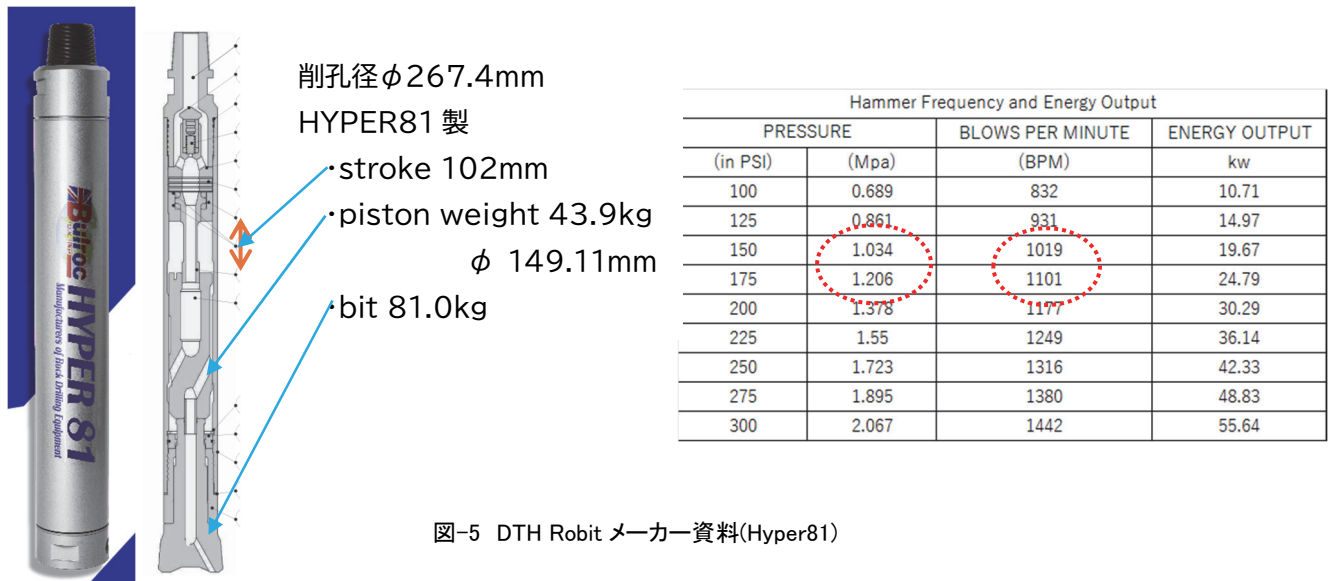 Bulroc
HYPER 81
Manufacturers of Rock Drilling Equipment
削孔径φ267.4mm
HYPER81 製
・stroke 102mm
・piston weight 43.9kg
φ 149.11mm
・bit 81.0kg
Hammer Frequency and Energy Output
PRESSURE BLOWS PER MINUTE ENERGY OUTPUT
(in PSI) (Mpa) (BPM) kw
100 0.689 832 10.71
125 0.861 931 14.97
150 1.034 1019 19.67
175 1.206 1101 24.79
200 1.378 1177 30.29
225 1.55 1249 36.14
250 1.723 1316 42.33
275 1.895 1380 48.83
300 2.067 1442 55.64
図-5 DTH Robit メーカー資料(Hyper81)